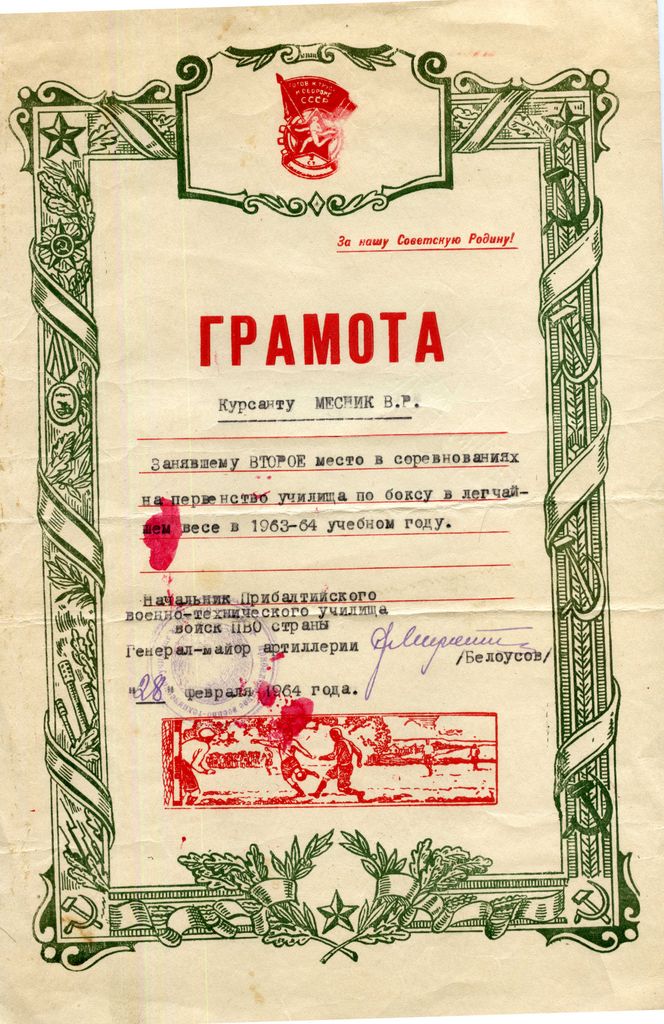 ГОТОВ К ТРУДУ
И ОБОРОНЕ
СССР
За нашу Советскую Родину!
ГРАМОТА
Курсанту МЕСНИК В.Р.
Занявшему ВТОРОЕ место в соревнованиях
на первенство училища по боксу в легчай-
шем весе в 1963-64 учебном году.
Начальник Прибалтийского
военно-технического училища
войск ПВО страны
Генерал-майор артиллерии
/Белоусов/
"28" февраля 1964 года.